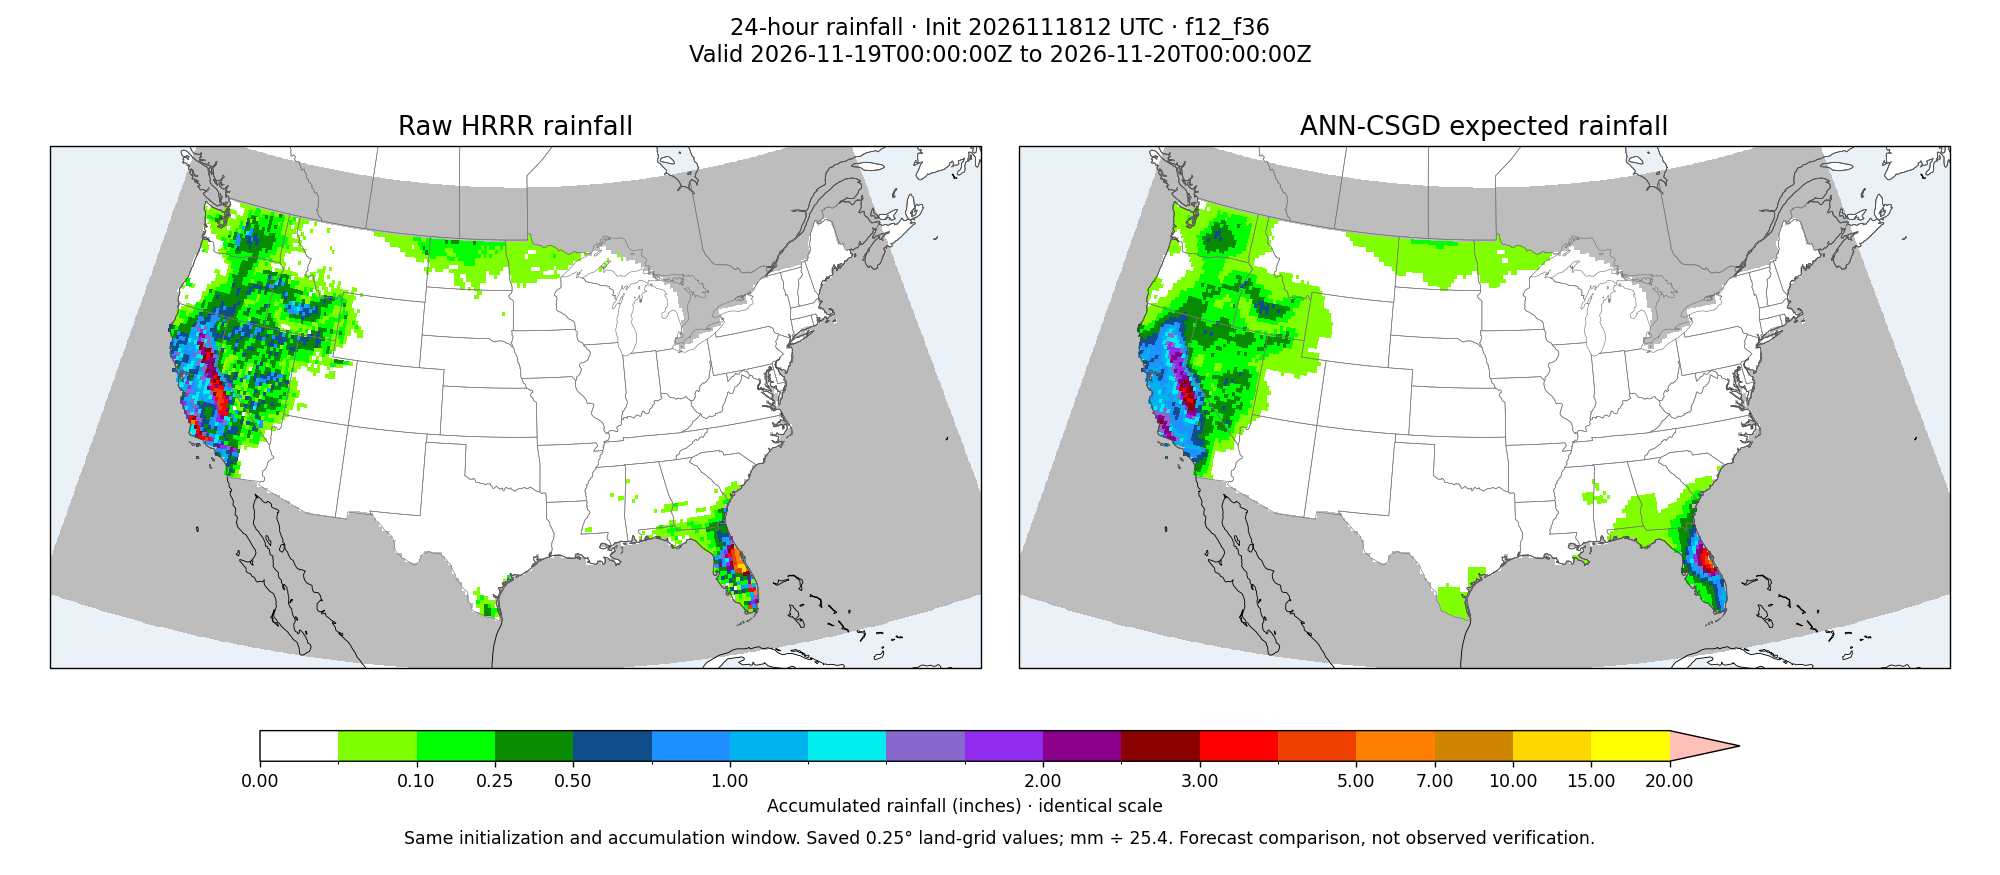 24-hour rainfall · Init 2026111812 UTC · f12_f36
Valid 2026-11-19T00:00:00Z to 2026-11-20T00:00:00Z
Raw HRRR rainfall
ANN-CSGD expected rainfall
0.00 0.10 0.25 0.50 1.00 2.00 3.00 5.00 7.00 10.00 15.00 20.00
Accumulated rainfall (inches) · identical scale
Same initialization and accumulation window. Saved 0.25° land-grid values; mm ÷ 25.4. Forecast comparison, not observed verification.